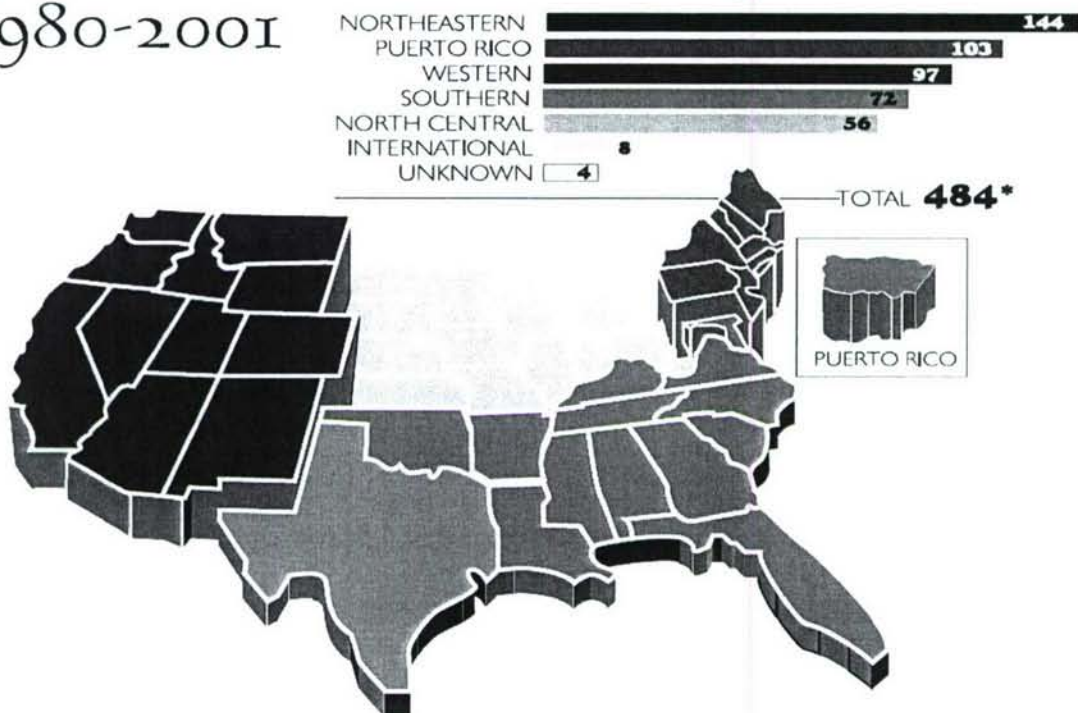 980-2001
NORTHEASTERN 144
PUERTO RICO 103
WESTERN 97
SOUTHERN 72
NORTH CENTRAL 56
INTERNATIONAL 8
UNKNOWN 4
TOTAL 484*
PUERTO RICO